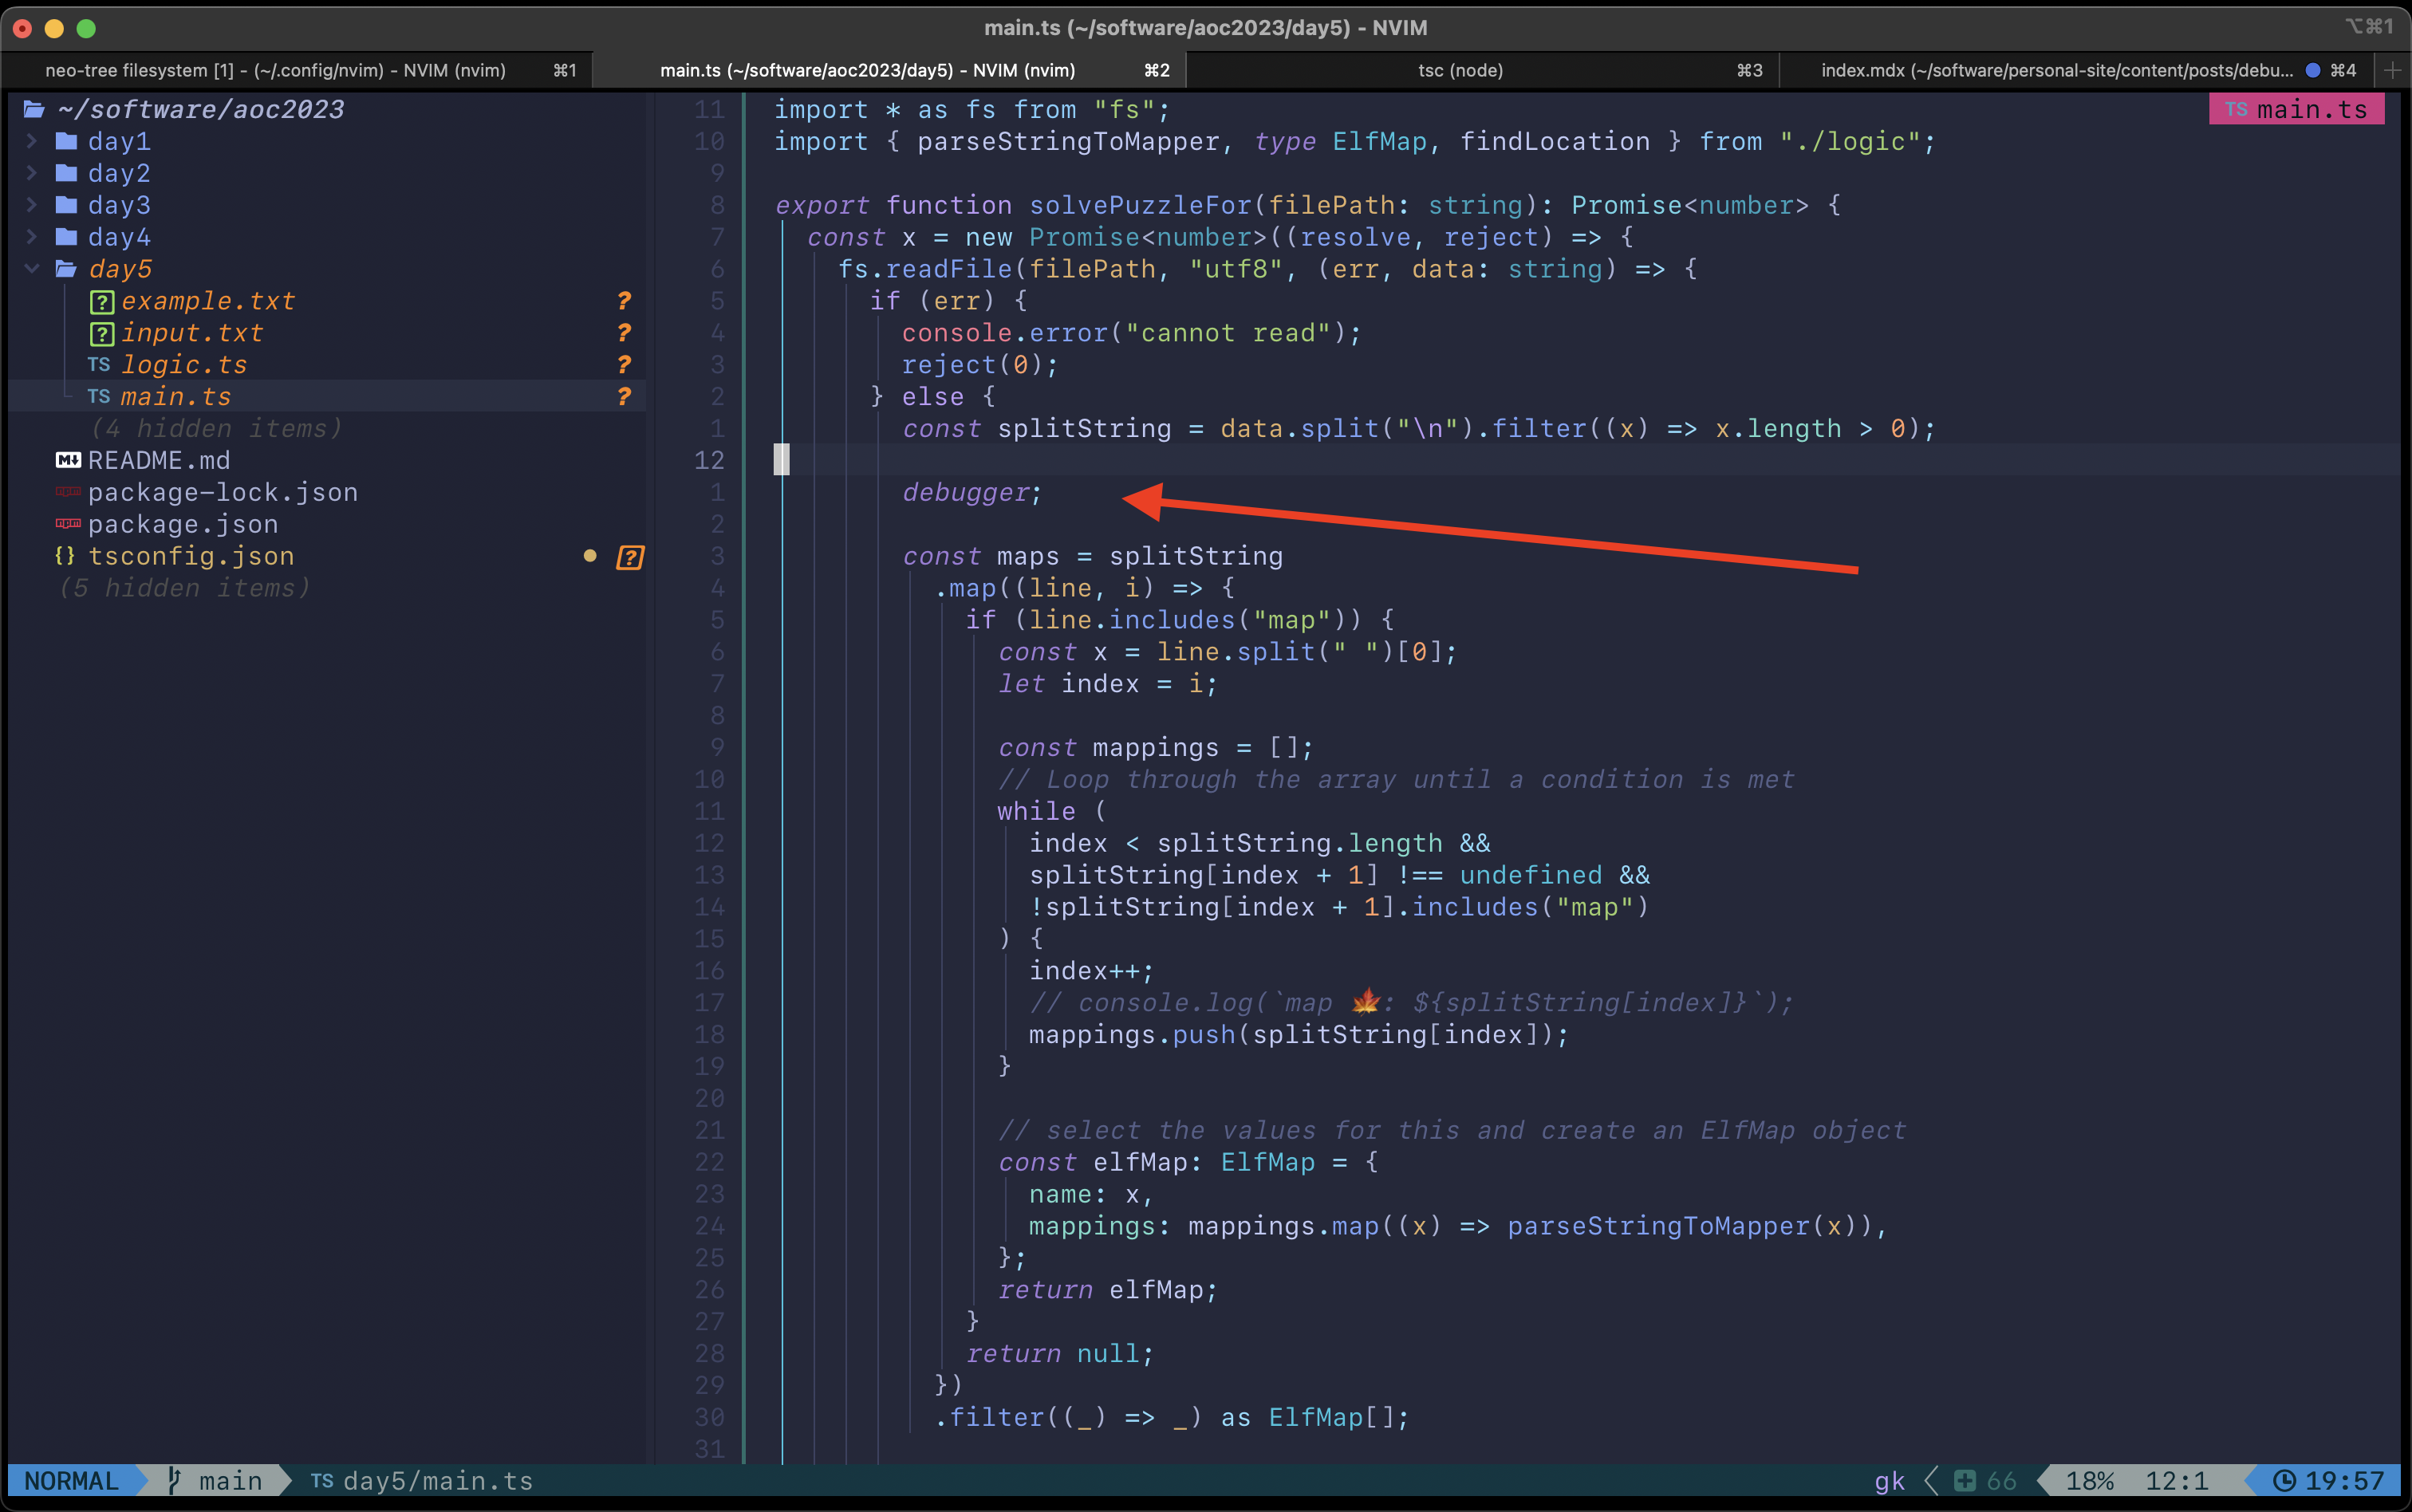 main.ts (~/software/aoc2023/day5) - NVIM
⌥⌘1
neo-tree filesystem [1] - (~/.config/nvim) - NVIM (nvim) ⌘1
main.ts (~/software/aoc2023/day5) - NVIM (nvim) ⌘2
tsc (node) ⌘3
index.mdx (~/software/personal-site/content/posts/debu... ⌘4
~/software/aoc2023
day1
day2
day3
day4
day5
? example.txt ?
? input.txt ?
TS logic.ts ?
TS main.ts ?
(4 hidden items)
M↓ README.md
package-lock.json
package.json
{} tsconfig.json ?
(5 hidden items)
TS main.ts
11 import * as fs from "fs";
10 import { parseStringToMapper, type ElfMap, findLocation } from "./logic";
9
8 export function solvePuzzleFor(filePath: string): Promise<number> {
7 const x = new Promise<number>((resolve, reject) => {
6 fs.readFile(filePath, "utf8", (err, data: string) => {
5 if (err) {
4 console.error("cannot read");
3 reject(0);
2 } else {
1 const splitString = data.split("\n").filter((x) => x.length > 0);
12
1 debugger;
2
3 const maps = splitString
4 .map((line, i) => {
5 if (line.includes("map")) {
6 const x = line.split(" ")[0];
7 let index = i;
8
9 const mappings = [];
10 // Loop through the array until a condition is met
11 while (
12 index < splitString.length &&
13 splitString[index + 1] !== undefined &&
14 !splitString[index + 1].includes("map")
15 ) {
16 index++;
17 // console.log(`map 🍁: ${splitString[index]}`);
18 mappings.push(splitString[index]);
19 }
20
21 // select the values for this and create an ElfMap object
22 const elfMap: ElfMap = {
23 name: x,
24 mappings: mappings.map((x) => parseStringToMapper(x)),
25 };
26 return elfMap;
27 }
28 return null;
29 })
30 .filter((_) => _) as ElfMap[];
31
NORMAL main TS day5/main.ts gk 66 18% 12:1 19:57